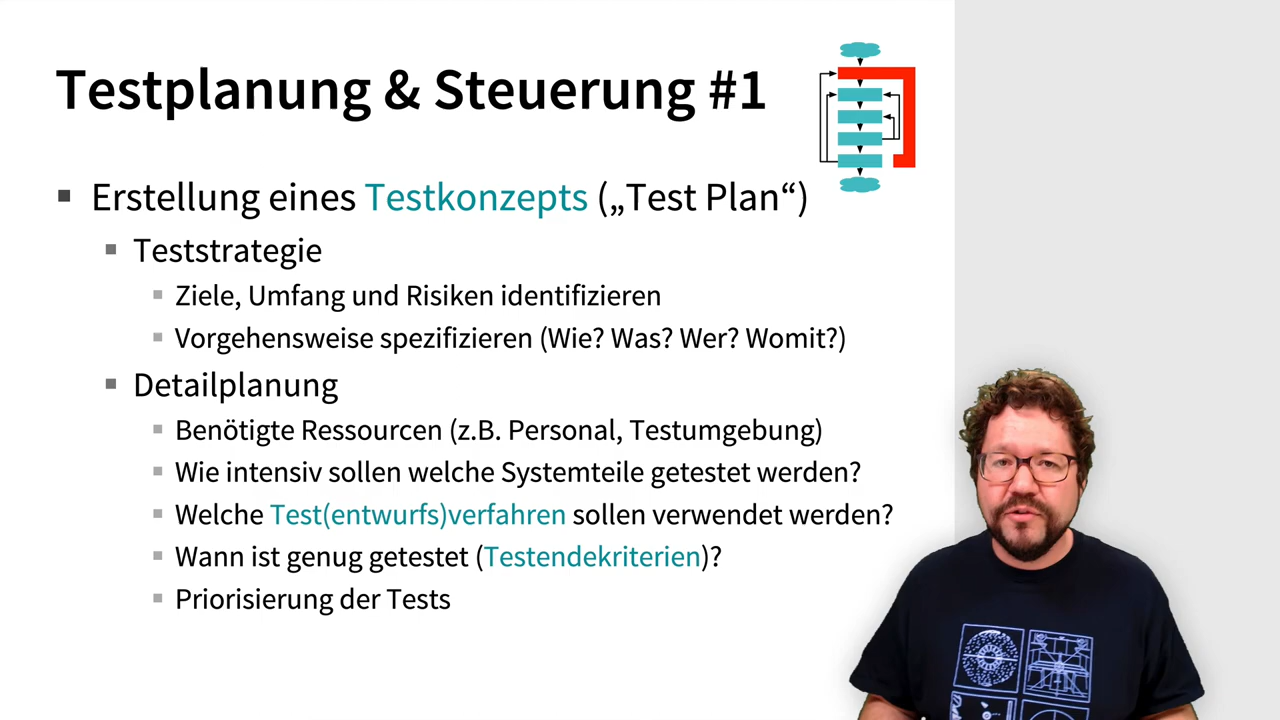 Testplanung & Steuerung #1
Erstellung eines Testkonzepts („Test Plan“)
Teststrategie
Ziele, Umfang und Risiken identifizieren
Vorgehensweise spezifizieren (Wie? Was? Wer? Womit?)
Detailplanung
Benötigte Ressourcen (z.B. Personal, Testumgebung)
Wie intensiv sollen welche Systemteile getestet werden?
Welche Test(entwurfs)verfahren sollen verwendet werden?
Wann ist genug getestet (Testendekriterien)?
Priorisierung der Tests